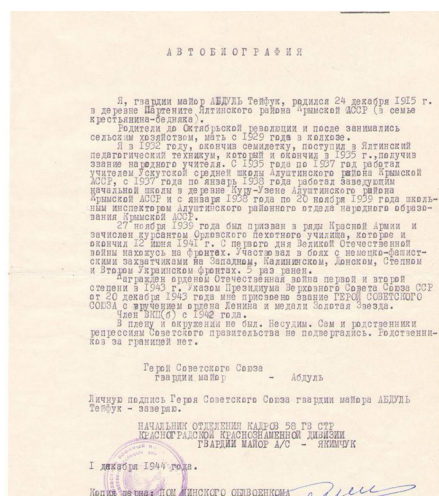 АВТОБИОГРАФИЯ
Я, гвардии майор АБДУЛЬ Тейфук, родился 24 декабря 1915 г.
в деревне Партените Ялтинского района Крымской АССР (в семье
крестьянина-бедняка).
Родители до Октябрьской революции и после занимались
сельским хозяйством, мать с 1929 года в колхозе.
Я в 1932 году, окончив семилетку, поступил в Ялтинский
педагогический техникум, который и окончил в 1935 г., получив
звание народного учителя. С 1935 года по 1937 год работал
учителем Ускутской средней школы Алуштинского района Крымской
АССР, с 1937 года по январь 1938 года работал заведующим
начальной школы в деревне Куру-Узене Алуштинского района
Крымской АССР и с января 1938 года по 20 ноября 1939 года школь-
ным инспектором Алуштинского районного отдела народного образо-
вания Крымской АССР.
27 ноября 1939 года был призван в ряды Красной Армии и
зачислен курсантом Орловского пехотного училища, которое и
окончил 12 июня 1941 г. С первого дня Великой Отечественной
войны нахожусь на фронтах. Участвовал в боях с немецко-фашист-
скими захватчиками на Западном, Калининском, Донском, Степном
и Втором Украинском фронтах. 5 раз ранен.
Награжден орденом Отечественная война первой и второй
степени в 1943 г. Указом Президиума Верховного Совета Союза ССР
от 20 декабря 1943 года мне присвоено звание ГЕРОЙ СОВЕТСКОГО
СОЮЗА с вручением ордена Ленина и медали Золотая Звезда.
Член ВКП(б) с 1942 года.
В плену и окружении не был. Несудим. Сам и родственники
репрессиям Советского правительства не подвергались. Родственни-
ков за границей нет.
Герой Советского Союза
гвардии майор - Абдуль
Личную подпись Героя Советского Союза гвардии майора АБДУЛЬ
Тейфук - заверяю.
НАЧАЛЬНИК ОТДЕЛЕНИЯ КАДРОВ 58 ГВ СТР
КРАСНОГРАДСКОЙ КРАСНОЗНАМЕННОЙ ДИВИЗИИ
ГВАРДИИ МАЙОР А/С - ЯКИМЧУК
I декабря 1944 года.
Копия верна: ПОМ МИНСКОГО ОБЛВОЕНКОМА